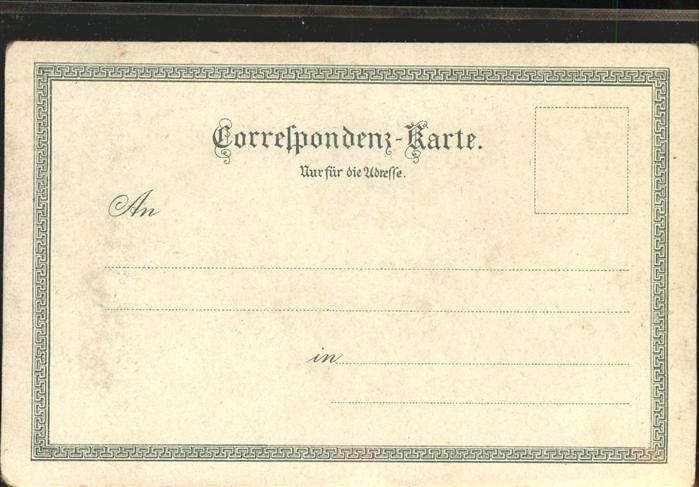 Correſpondenz-Karte.
Nur für die Adreſſe.
An
in